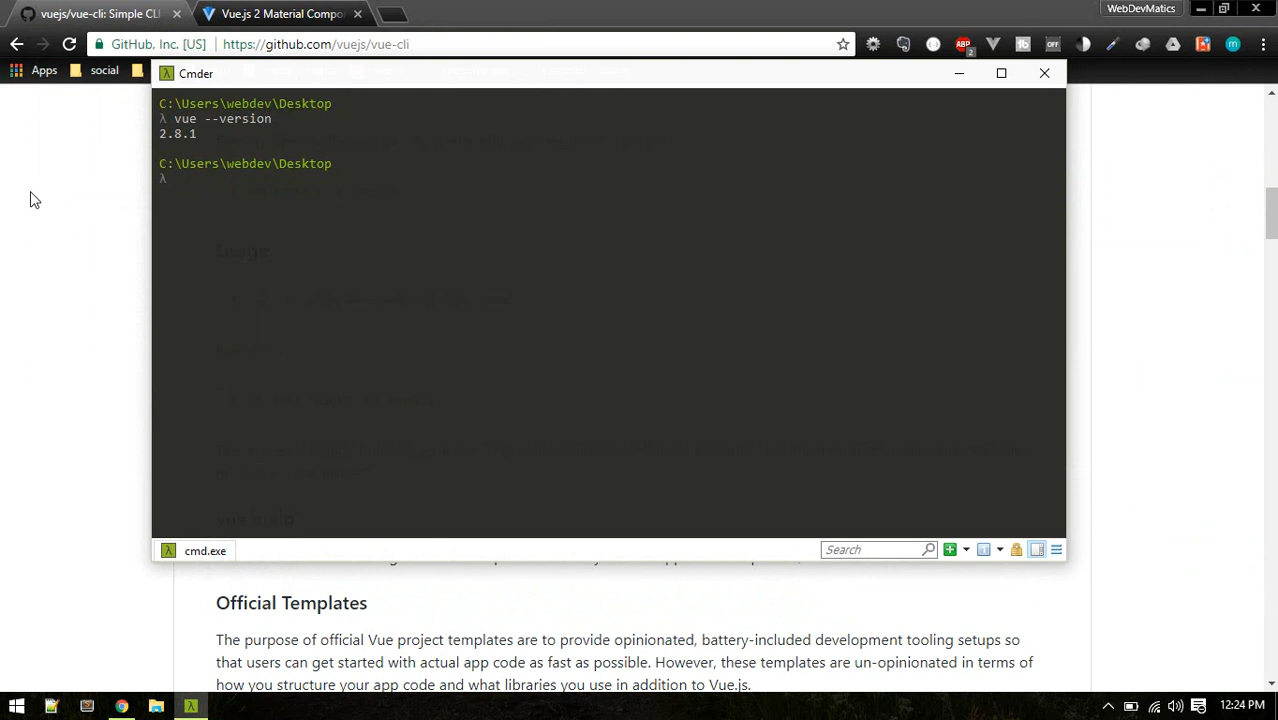 vuejs/vue-cli: Simple CLI
Vue.js 2 Material Compo
WebDevMatics
GitHub, Inc. [US]
https://github.com/vuejs/vue-cli
ABP
2
OFF
Apps
social
Cmder
C:\Users\webdev\Desktop
λ vue --version
2.8.1
C:\Users\webdev\Desktop
λ
cmd.exe
Search
Official Templates
The purpose of official Vue project templates are to provide opinionated, battery-included development tooling setups so
that users can get started with actual app code as fast as possible. However, these templates are un-opinionated in terms of
how you structure your app code and what libraries you use in addition to Vue.js.
12:24 PM